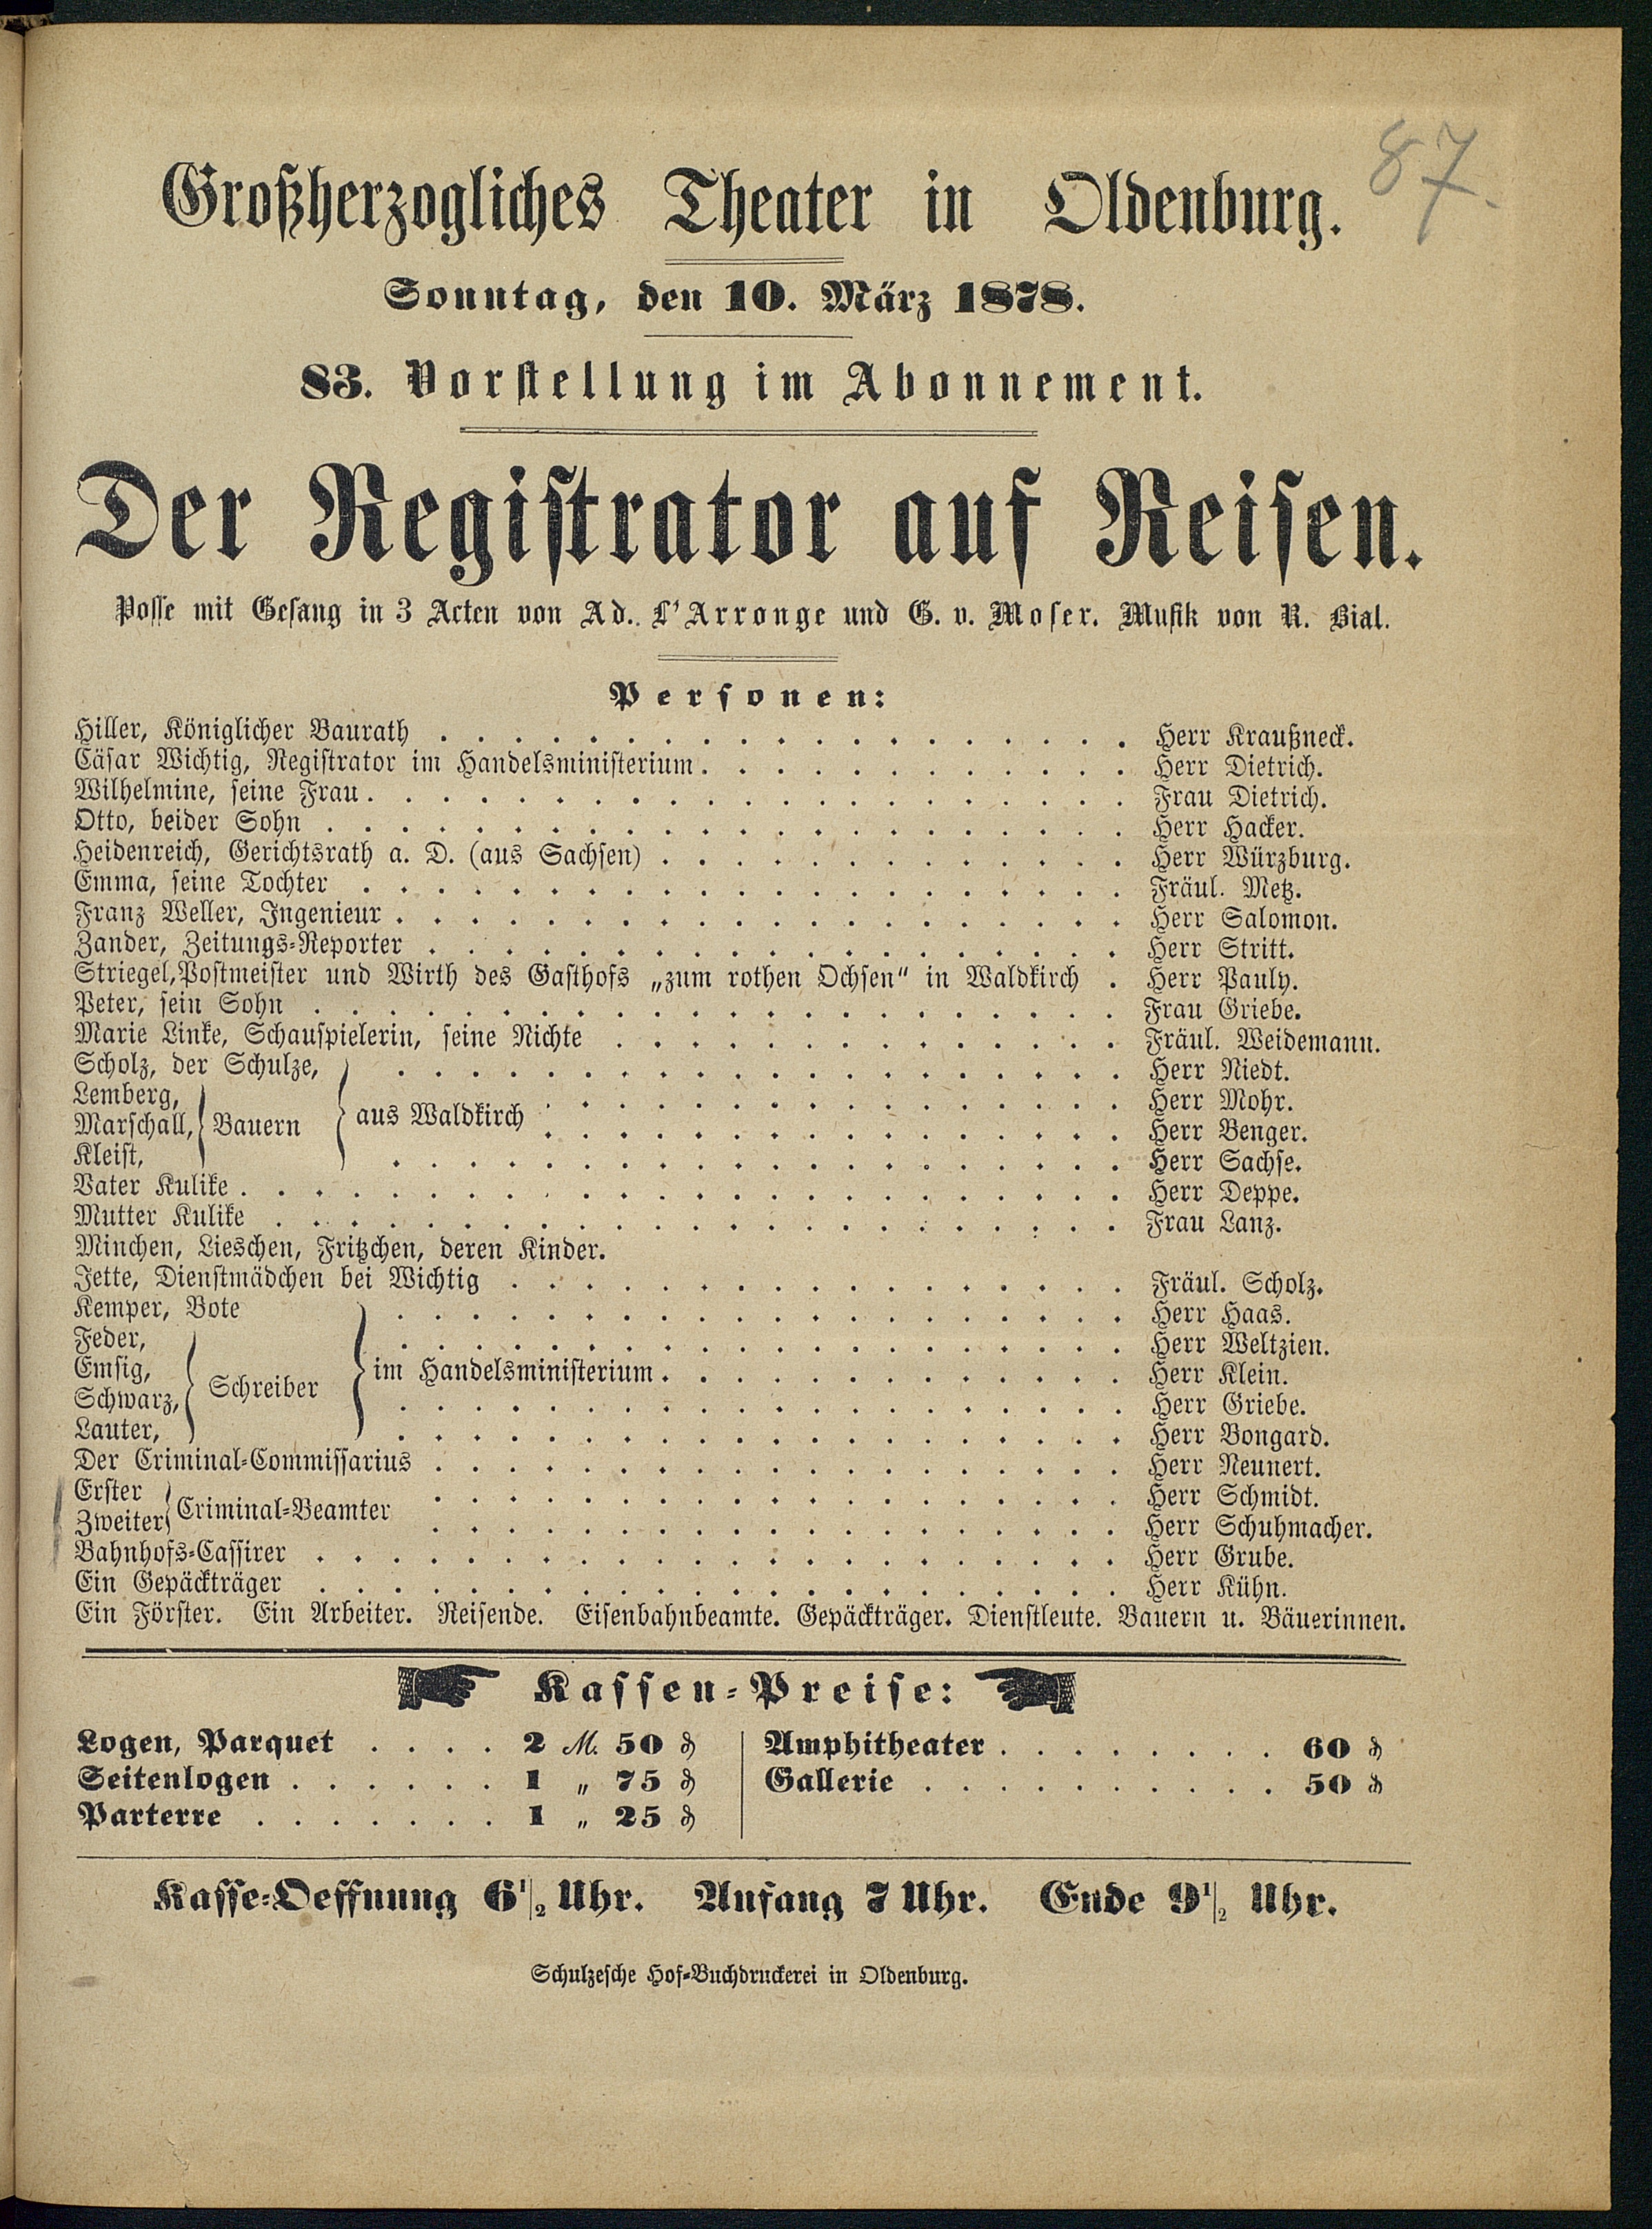 87.
Großherzogliches Theater in Oldenburg.
Sonntag, den 10. März 1878.
83. Vorstellung im Abonnement.
Der Registrator auf Reisen.
Posse mit Gesang in 3 Acten von Ad. L'Arronge und G. v. Moser. Musik von R. Bial.
Personen:
Hiller, Königlicher Baurath . . . . . Herr Kraußneck.
Cäsar Wichtig, Registrator im Handelsministerium . . . . . Herr Dietrich.
Wilhelmine, seine Frau . . . . . Frau Dietrich.
Otto, beider Sohn . . . . . Herr Hacker.
Heidenreich, Gerichtsrath a. D. (aus Sachsen) . . . . . Herr Würzburg.
Emma, seine Tochter . . . . . Fräul. Metz.
Franz Weller, Ingenieur . . . . . Herr Salomon.
Zander, Zeitungs-Reporter . . . . . Herr Stritt.
Striegel, Postmeister und Wirth des Gasthofs „zum rothen Ochsen“ in Waldkirch . Herr Pauly.
Peter, sein Sohn . . . . . Frau Griebe.
Marie Linke, Schauspielerin, seine Nichte . . . . . Fräul. Weidemann.
Scholz, der Schulze, . . . . . Herr Niedt.
Lemberg, . . . . . Herr Mohr.
Marschall, Bauern aus Waldkirch . . . . . Herr Benger.
Kleist, . . . . . Herr Sachse.
Vater Kulike . . . . . Herr Deppe.
Mutter Kulike . . . . . Frau Lanz.
Minchen, Lieschen, Fritzchen, deren Kinder.
Jette, Dienstmädchen bei Wichtig . . . . . Fräul. Scholz.
Kemper, Bote . . . . . Herr Haas.
Feder, . . . . . Herr Weltzien.
Emsig, im Handelsministerium . . . . . Herr Klein.
Schwarz, Schreiber . . . . . Herr Griebe.
Lauter, . . . . . Herr Bongard.
Der Criminal-Commissarius . . . . . Herr Neunert.
Erster Criminal-Beamter . . . . . Herr Schmidt.
Zweiter . . . . . Herr Schuhmacher.
Bahnhofs-Cassirer . . . . . Herr Grube.
Ein Gepäckträger . . . . . Herr Kühn.
Ein Förster. Ein Arbeiter. Reisende. Eisenbahnbeamte. Gepäckträger. Dienstleute. Bauern u. Bäuerinnen.
Kassen-Preise:
Logen, Parquet . . . . 2 M. 50 ₰
Seitenlogen . . . . . . 1 „ 75 ₰
Parterre . . . . . . . 1 „ 25 ₰
Amphitheater . . . . . . . . 60 ₰
Gallerie . . . . . . . . . . 50 ₰
Kasse-Oeffnung 6 1/2 Uhr. Anfang 7 Uhr. Ende 9 1/2 Uhr.
Schulzesche Hof-Buchdruckerei in Oldenburg.